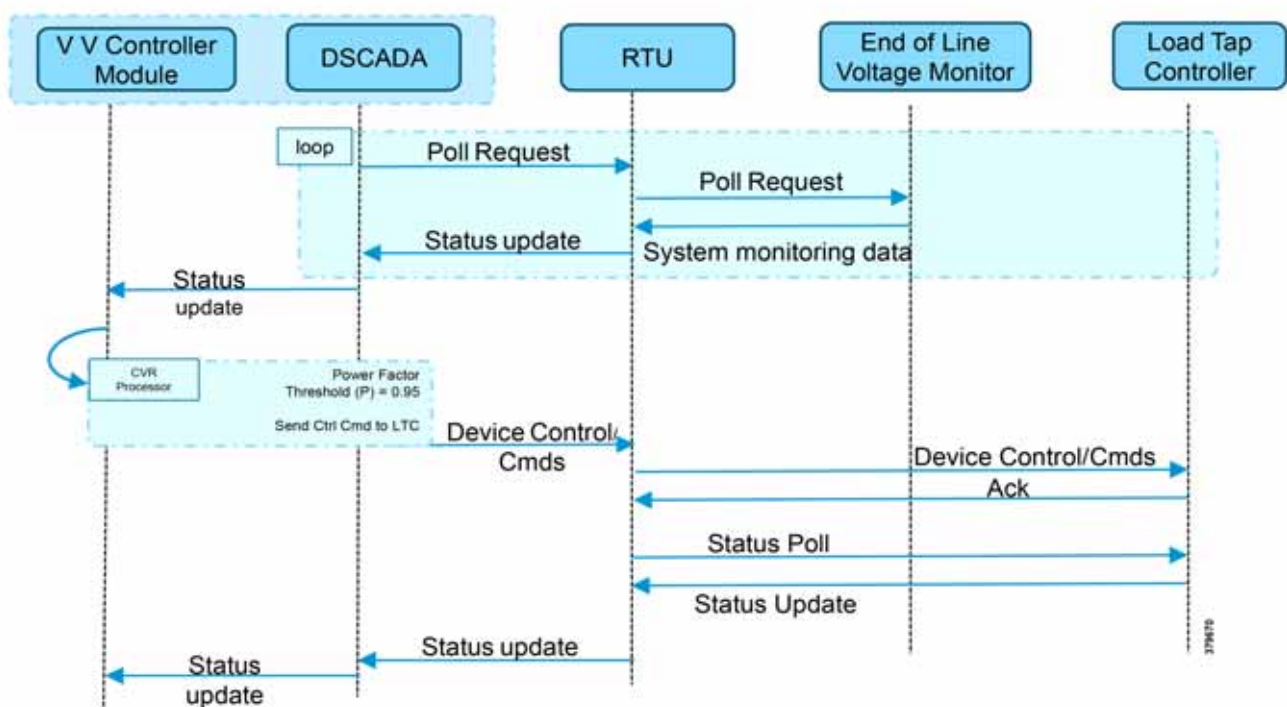 V V Controller
Module
DSCADA
RTU
End of Line
Voltage Monitor
Load Tap
Controller
loop
Poll Request
Poll Request
Status update
System monitoring data
Status
update
CVR
Processor
Power Factor
Threshold (P) = 0.95
Send Ctrl Cmd to LTC
Device Control/
Cmds
Device Control/Cmds
Ack
Status Poll
Status Update
Status update
Status
update
379670